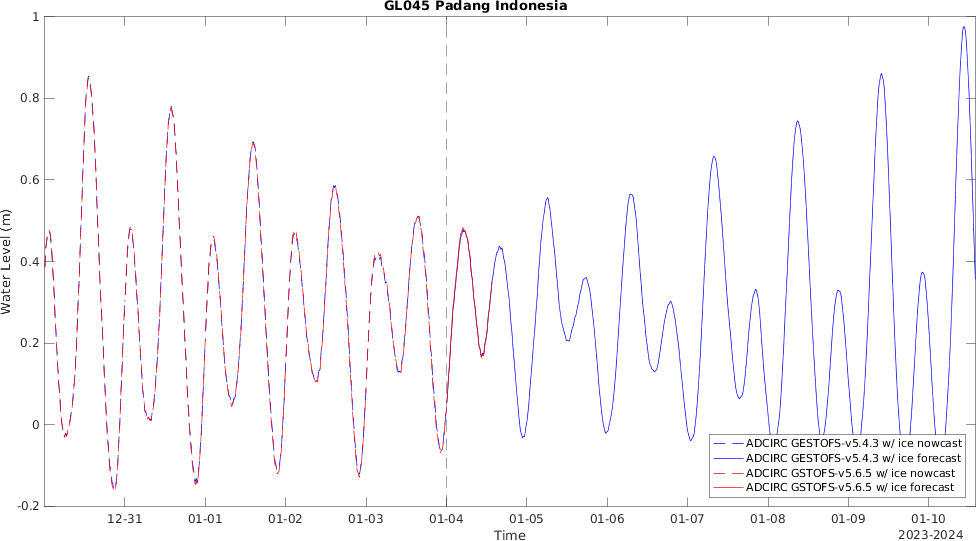 GL045 Padang Indonesia
Water Level (m)
1
0.8
0.6
0.4
0.2
0
-0.2
12-31
01-01
01-02
01-03
01-04
01-05
01-06
01-07
01-08
01-09
01-10
Time
2023-2024
ADCIRC GESTOFS-v5.4.3 w/ ice nowcast
ADCIRC GESTOFS-v5.4.3 w/ ice forecast
ADCIRC GSTOFS-v5.6.5 w/ ice nowcast
ADCIRC GSTOFS-v5.6.5 w/ ice forecast